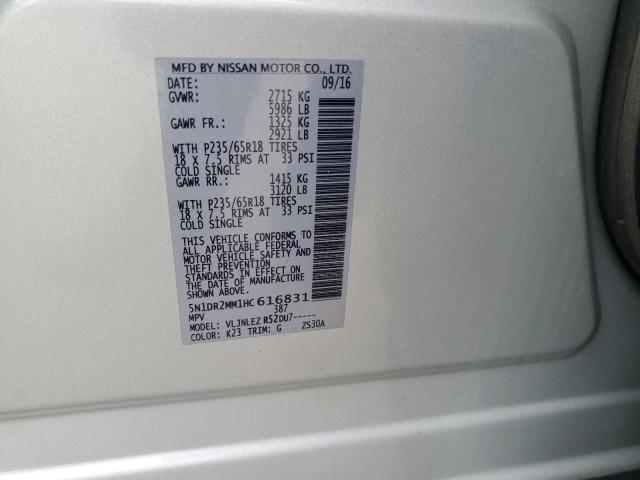 MFD BY NISSAN MOTOR CO., LTD.
DATE: 09/16
GVWR: 2715 KG
5986 LB
GAWR FR.: 1325 KG
2921 LB
WITH P235/65R18 TIRES
18 X 7.5 RIMS AT 33 PSI
COLD SINGLE
GAWR RR.: 1415 KG
3120 LB
WITH P235/65R18 TIRES
18 X 7.5 RIMS AT 33 PSI
COLD SINGLE
THIS VEHICLE CONFORMS TO
ALL APPLICABLE FEDERAL
MOTOR VEHICLE SAFETY AND
THEFT PREVENTION
STANDARDS IN EFFECT ON
THE DATE OF MANUFACTURE
SHOWN ABOVE.
5N1DR2MM1HC616831
MPV 387
MODEL: VLJNLEZ R52DU7-----
COLOR: K23 TRIM: G ZS30A